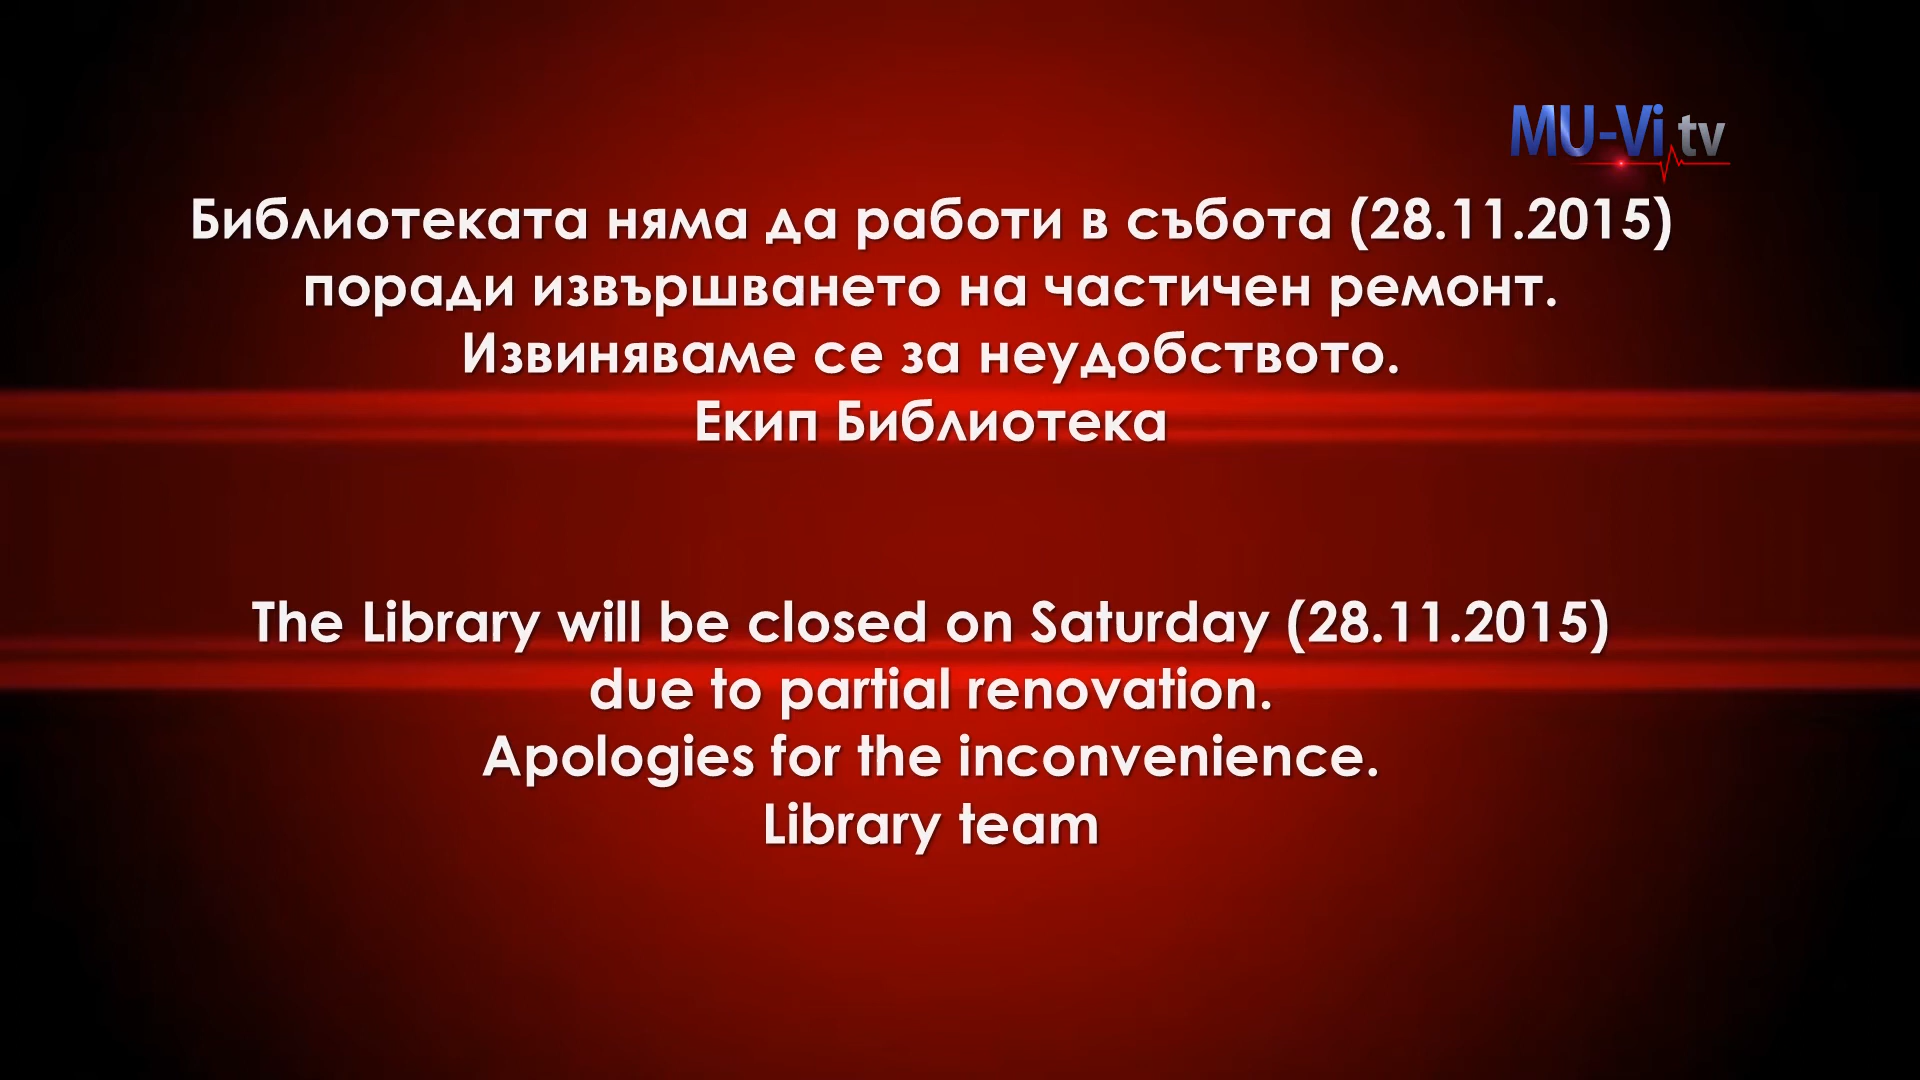 MU-Vi.tv
Библиотеката няма да работи в събота (28.11.2015)
поради извършването на частичен ремонт.
Извиняваме се за неудобството.
Екип Библиотека
The Library will be closed on Saturday (28.11.2015)
due to partial renovation.
Apologies for the inconvenience.
Library team